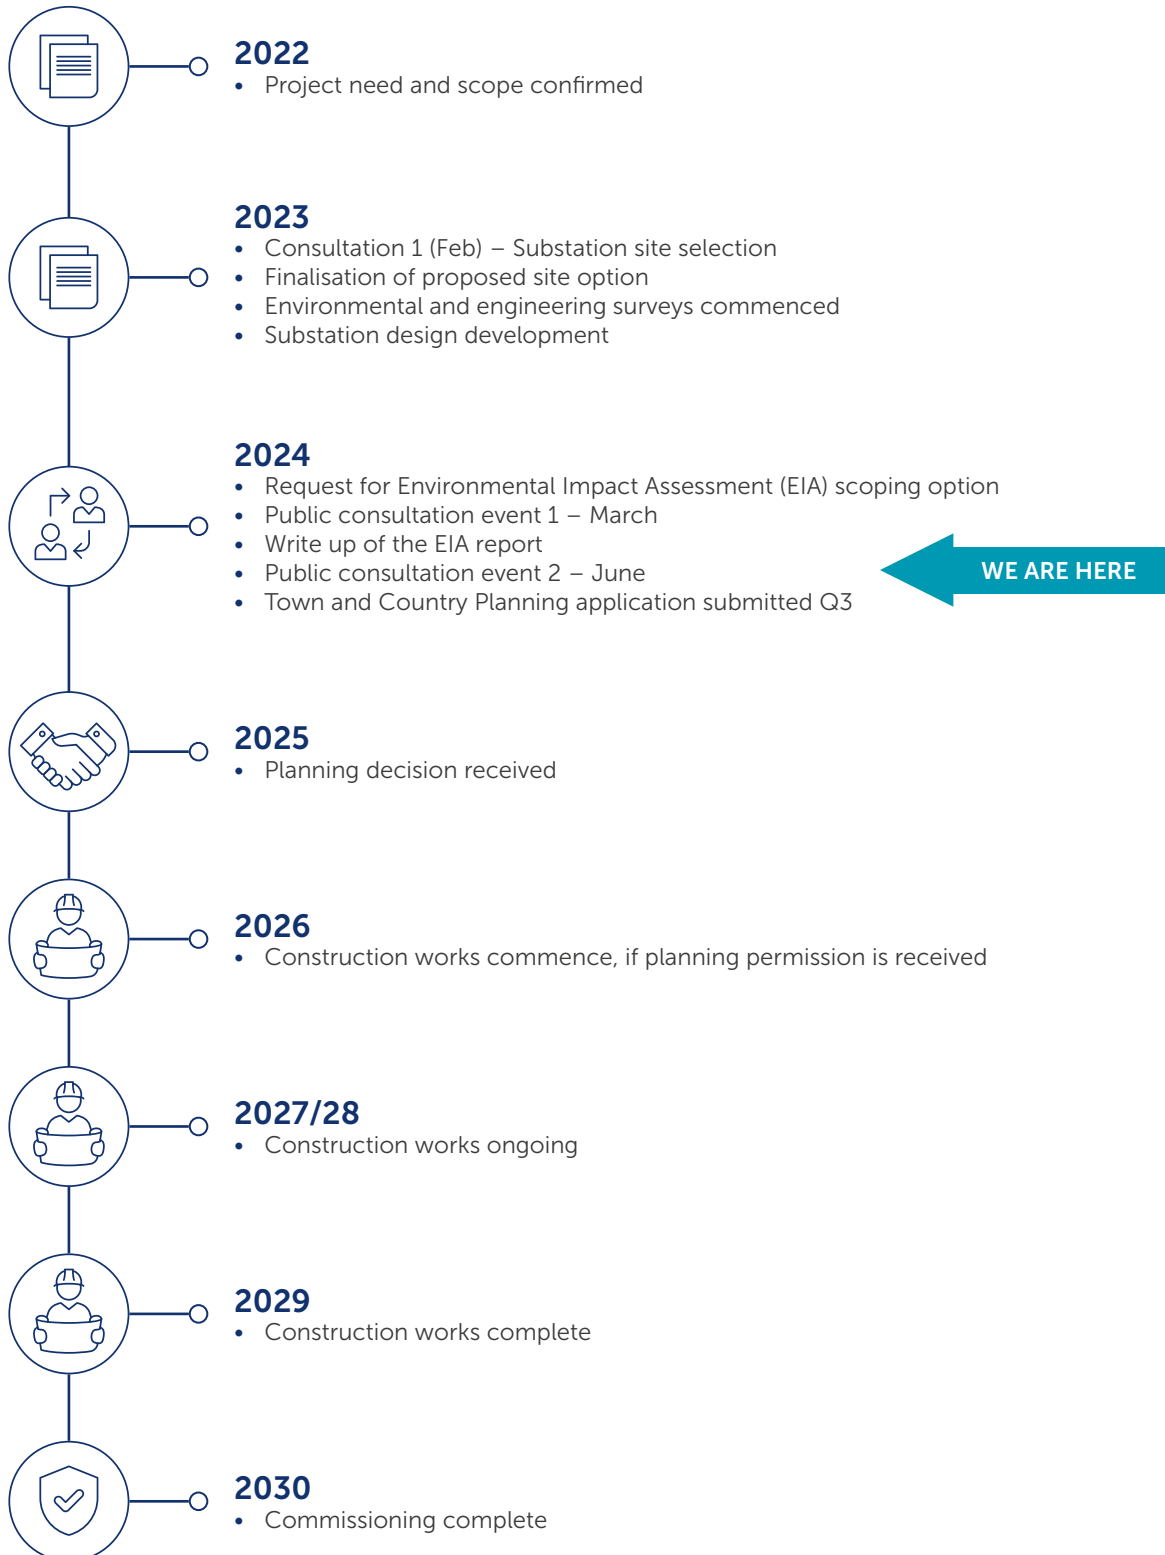 2022
• Project need and scope confirmed
2023
• Consultation 1 (Feb) – Substation site selection
• Finalisation of proposed site option
• Environmental and engineering surveys commenced
• Substation design development
2024
• Request for Environmental Impact Assessment (EIA) scoping option
• Public consultation event 1 – March
• Write up of the EIA report
• Public consultation event 2 – June
WE ARE HERE
• Town and Country Planning application submitted Q3
2025
• Planning decision received
2026
• Construction works commence, if planning permission is received
2027/28
• Construction works ongoing
2029
• Construction works complete
2030
• Commissioning complete